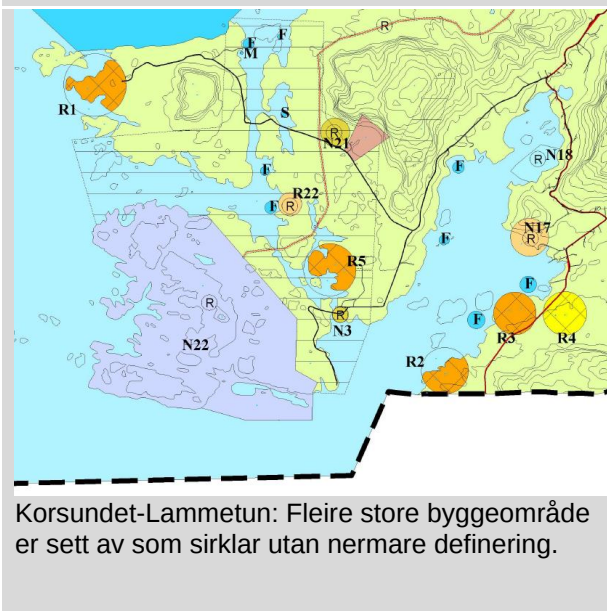 R
F
F
M
R1
S
R
N21
R
N18
F
F
R22
R
F
N17
R
F
R5
F
R
N22
R
N3
F
R3
R4
R2
Korsundet-Lammetun: Fleire store byggeområde
er sett av som sirklar utan nermare definering.